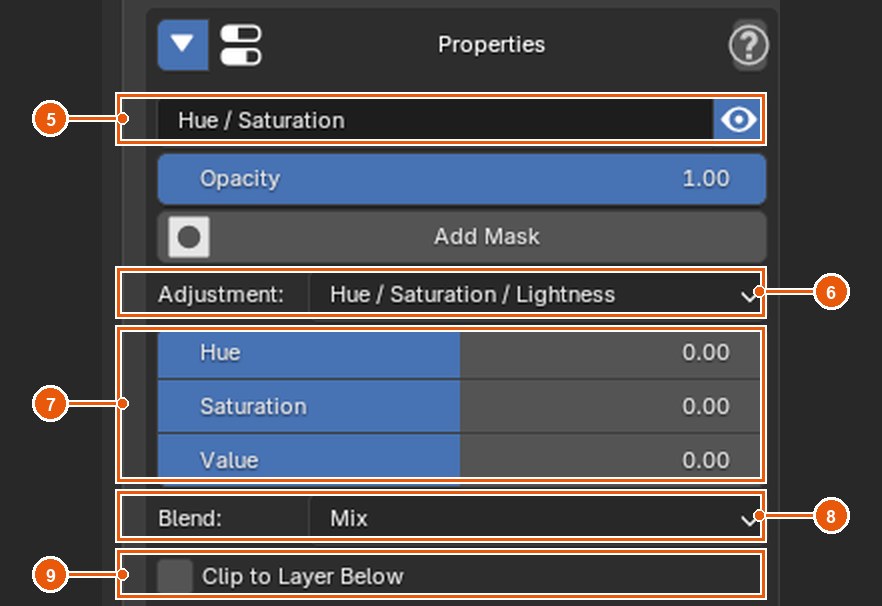 Properties
5 Hue / Saturation
Opacity 1.00
Add Mask
Adjustment: Hue / Saturation / Lightness 6
Hue 0.00
7 Saturation 0.00
Value 0.00
Blend: Mix 8
9 Clip to Layer Below